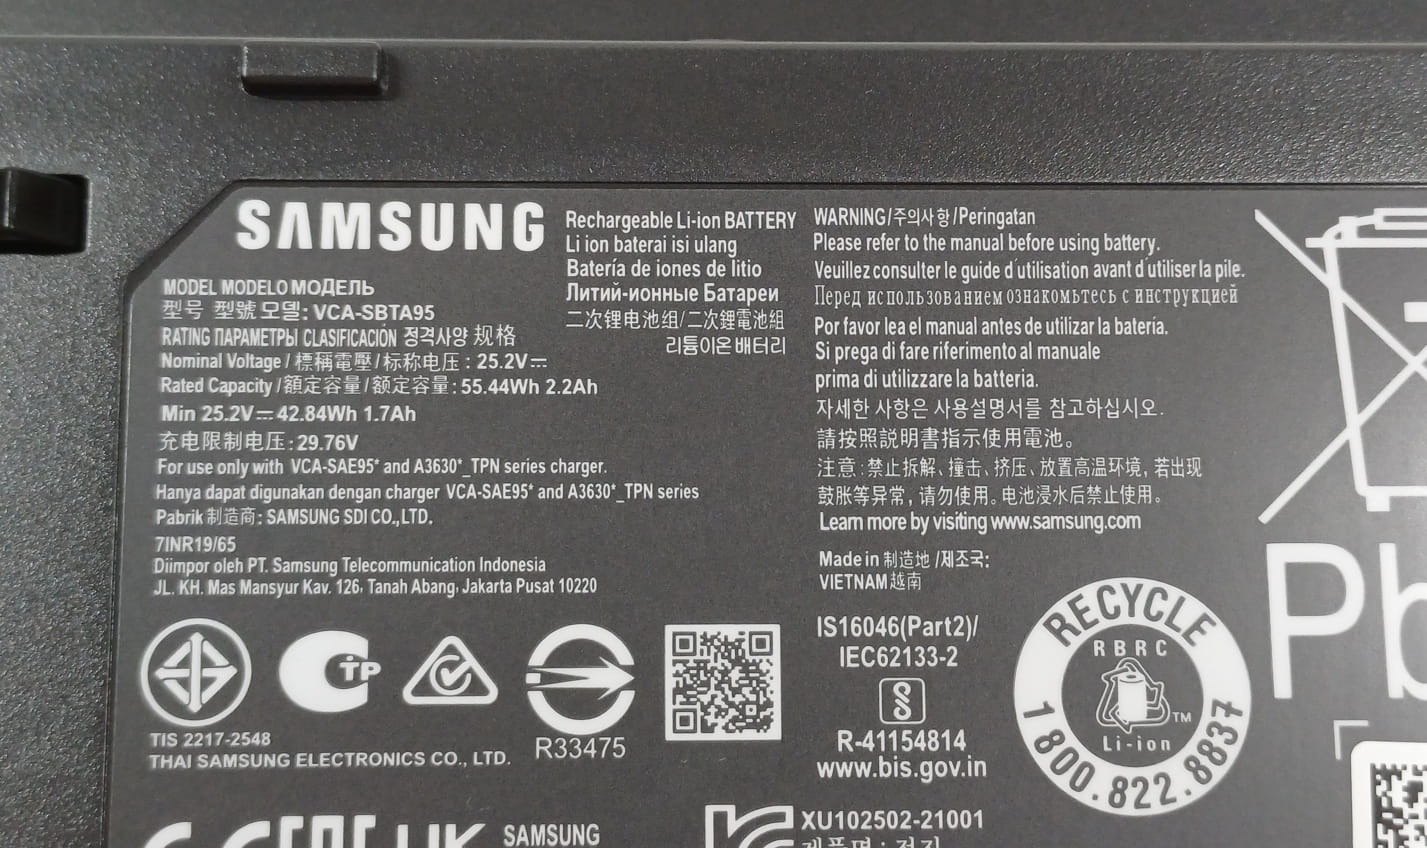 SAMSUNG
MODEL MODELO МОДЕЛЬ
型号 型號 모델: VCA-SBTA95
RATING ПАРАМЕТРЫ CLASIFICACIÓN 정격사양 规格
Nominal Voltage / 標稱電壓 / 标称电压 : 25.2V⎓
Rated Capacity / 額定容量 / 额定容量 : 55.44Wh 2.2Ah
Min 25.2V⎓ 42.84Wh 1.7Ah
充电限制电压 : 29.76V
For use only with VCA-SAE95* and A3630*_TPN series charger.
Hanya dapat digunakan dengan charger VCA-SAE95* and A3630*_TPN series
Pabrik 制造商: SAMSUNG SDI CO.,LTD.
7INR19/65
Diimpor oleh PT. Samsung Telecommunication Indonesia
JL. KH. Mas Mansyur Kav. 126, Tanah Abang, Jakarta Pusat 10220
Rechargeable Li-ion BATTERY
Li ion baterai isi ulang
Batería de iones de litio
Литий-ионные Батареи
二次锂电池组/二次鋰電池組
리튬이온 배터리
WARNING/주의사항/Peringatan
Please refer to the manual before using battery.
Veuillez consulter le guide d'utilisation avant d'utiliser la pile.
Перед использованием ознакомьтесь с инструкцией
Por favor lea el manual antes de utilizar la batería.
Si prega di fare riferimento al manuale
prima di utilizzare la batteria.
자세한 사항은 사용설명서를 참고하십시오.
請按照説明書指示使用電池。
注意:禁止拆解、撞击、挤压、放置高温环境,若出现
鼓胀等异常,请勿使用。电池浸水后禁止使用。
Learn more by visiting www.samsung.com
Made in 制造地 /제조국:
VIETNAM 越南
TIS 2217-2548
THAI SAMSUNG ELECTRONICS CO., LTD.
TP
R33475
IS16046(Part2)/
IEC62133-2
R-41154814
www.bis.gov.in
RECYCLE
RBRC
TM
Li-ion
1.800.822.8837
Pb
SAMSUNG
XU102502-21001